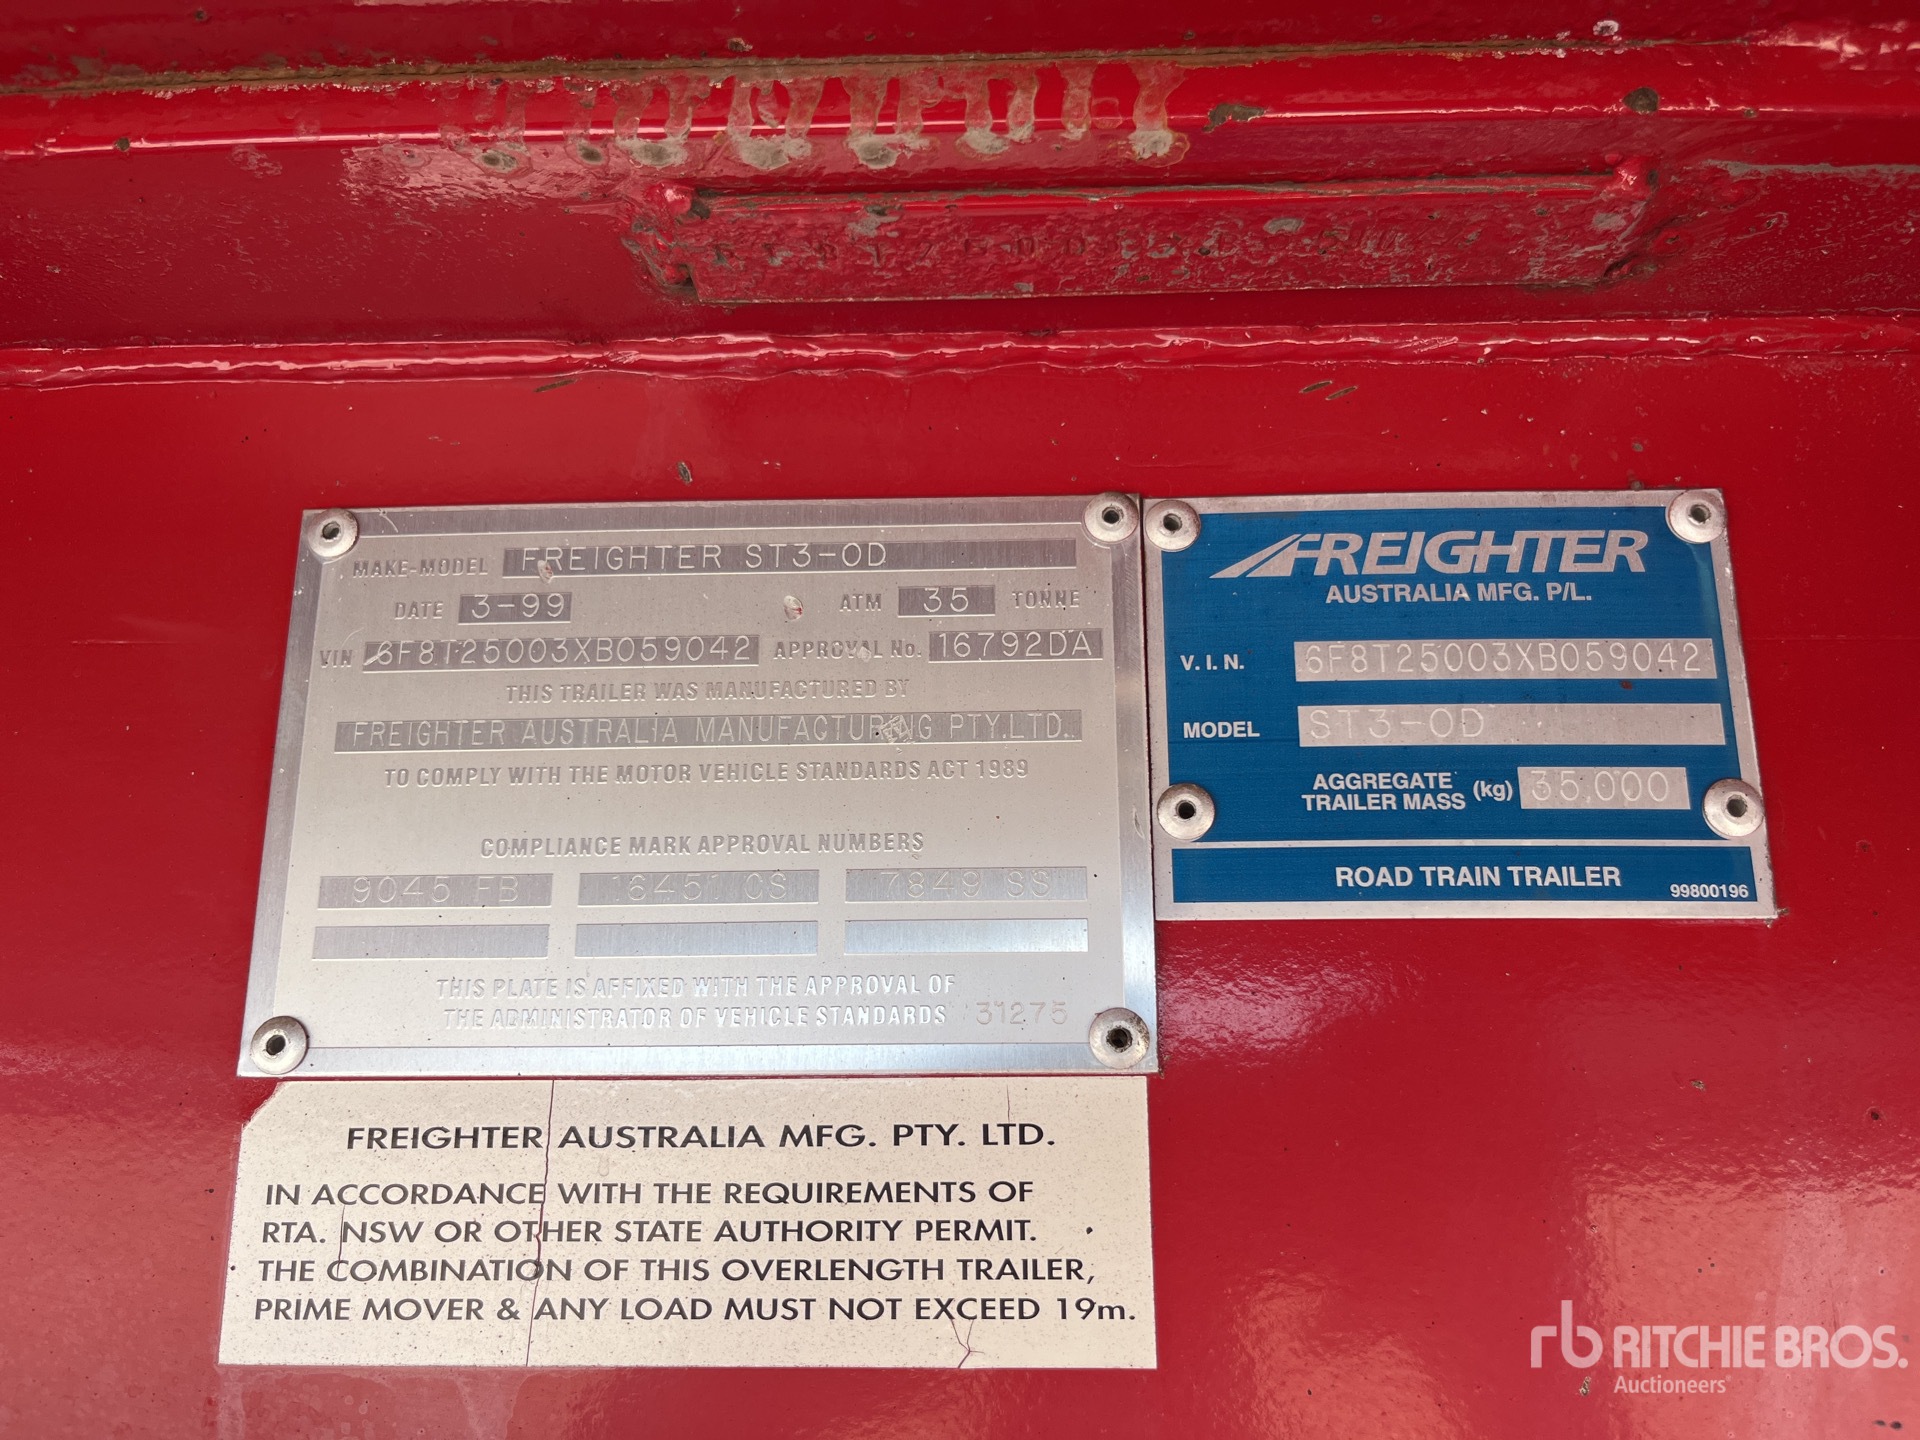 MAKE-MODEL FREIGHTER ST3-OD
DATE 3-99 ATM 35 TONNE
VIN 6F8T25003XB059042 APPROVAL No. 16792DA
THIS TRAILER WAS MANUFACTURED BY
FREIGHTER AUSTRALIA MANUFACTURING PTY.LTD.
TO COMPLY WITH THE MOTOR VEHICLE STANDARDS ACT 1989
COMPLIANCE MARK APPROVAL NUMBERS
9045 FB 16451 CS 7849 SS
THIS PLATE IS AFFIXED WITH THE APPROVAL OF
THE ADMINISTRATOR OF VEHICLE STANDARDS 31275
FREIGHTER
AUSTRALIA MFG. P/L.
V.I.N. 6F8T25003XB059042
MODEL ST3-OD
AGGREGATE
TRAILER MASS (kg) 35,000
ROAD TRAIN TRAILER 99800196
FREIGHTER AUSTRALIA MFG. PTY. LTD.
IN ACCORDANCE WITH THE REQUIREMENTS OF
RTA. NSW OR OTHER STATE AUTHORITY PERMIT.
THE COMBINATION OF THIS OVERLENGTH TRAILER,
PRIME MOVER & ANY LOAD MUST NOT EXCEED 19m.
rb RITCHIE BROS.
Auctioneers